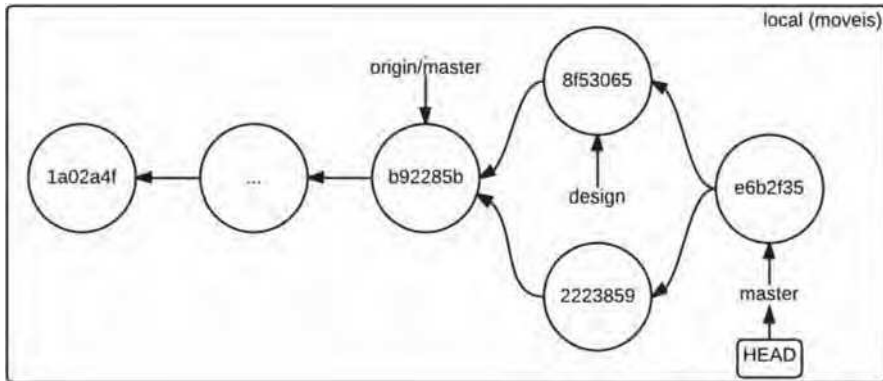 local (moveis)
origin/master
8f53065
1a02a4f
...
b92285b
e6b2f35
design
2223859
master
HEAD